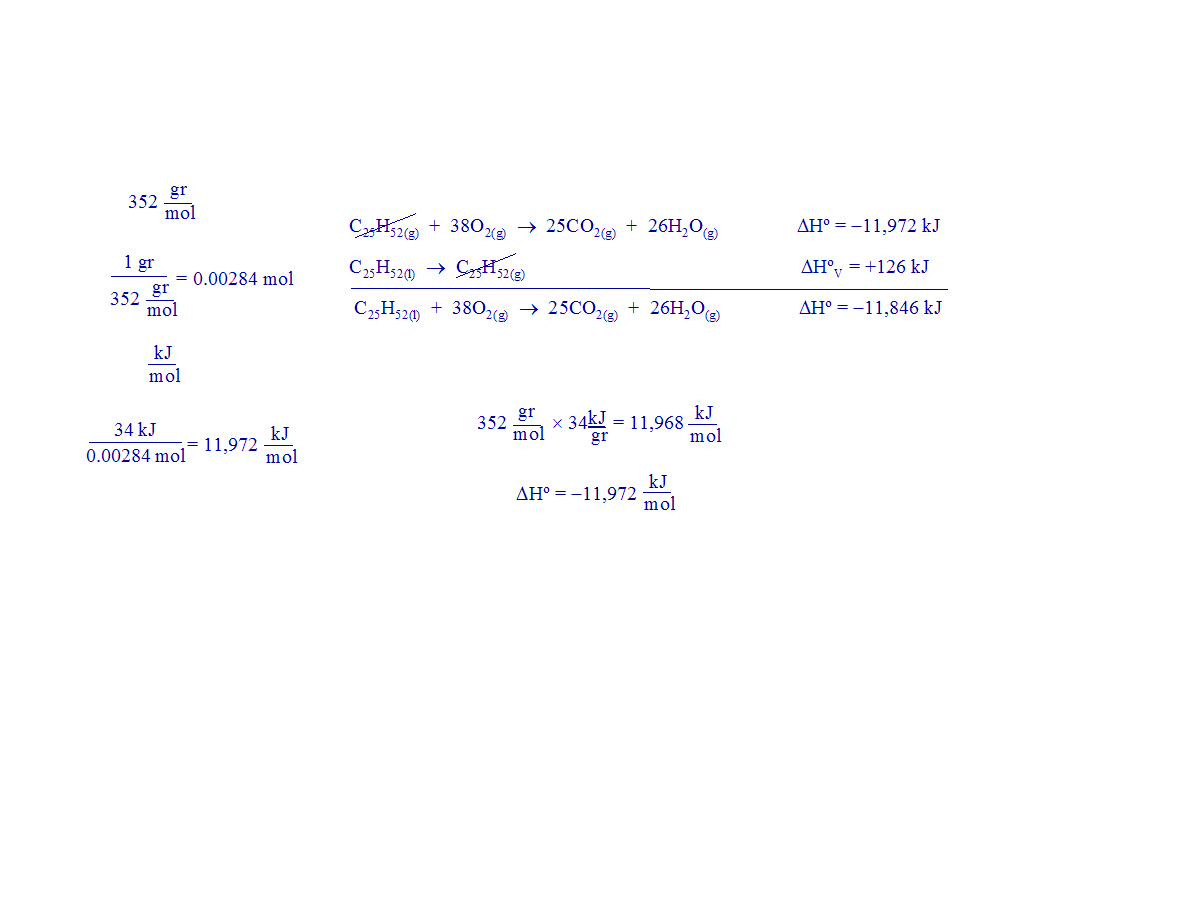 352 gr/mol
1 gr / 352 gr/mol = 0.00284 mol
kJ/mol
34 kJ / 0.00284 mol = 11,972 kJ/mol
C₂₅H₅₂₍g₎ + 38O₂₍g₎ → 25CO₂₍g₎ + 26H₂O₍g₎ ΔHº = −11,972 kJ
C₂₅H₅₂₍l₎ → C₂₅H₅₂₍g₎ ΔHºV = +126 kJ
C₂₅H₅₂₍l₎ + 38O₂₍g₎ → 25CO₂₍g₎ + 26H₂O₍g₎ ΔHº = −11,846 kJ
352 gr/mol × 34 kJ/gr = 11,968 kJ/mol
ΔHº = −11,972 kJ/mol